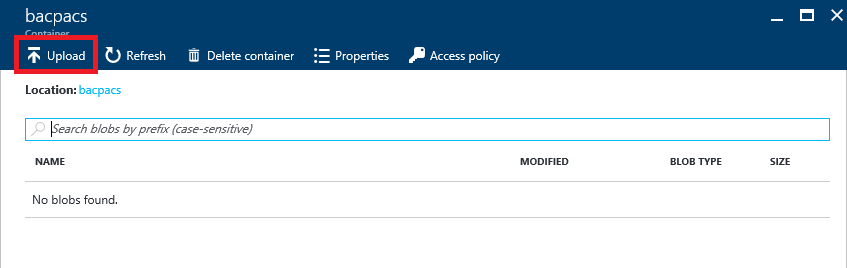 bacpacs
Container
Upload Refresh Delete container Properties Access policy
Location: bacpacs
Search blobs by prefix (case-sensitive)
NAME MODIFIED BLOB TYPE SIZE
No blobs found.